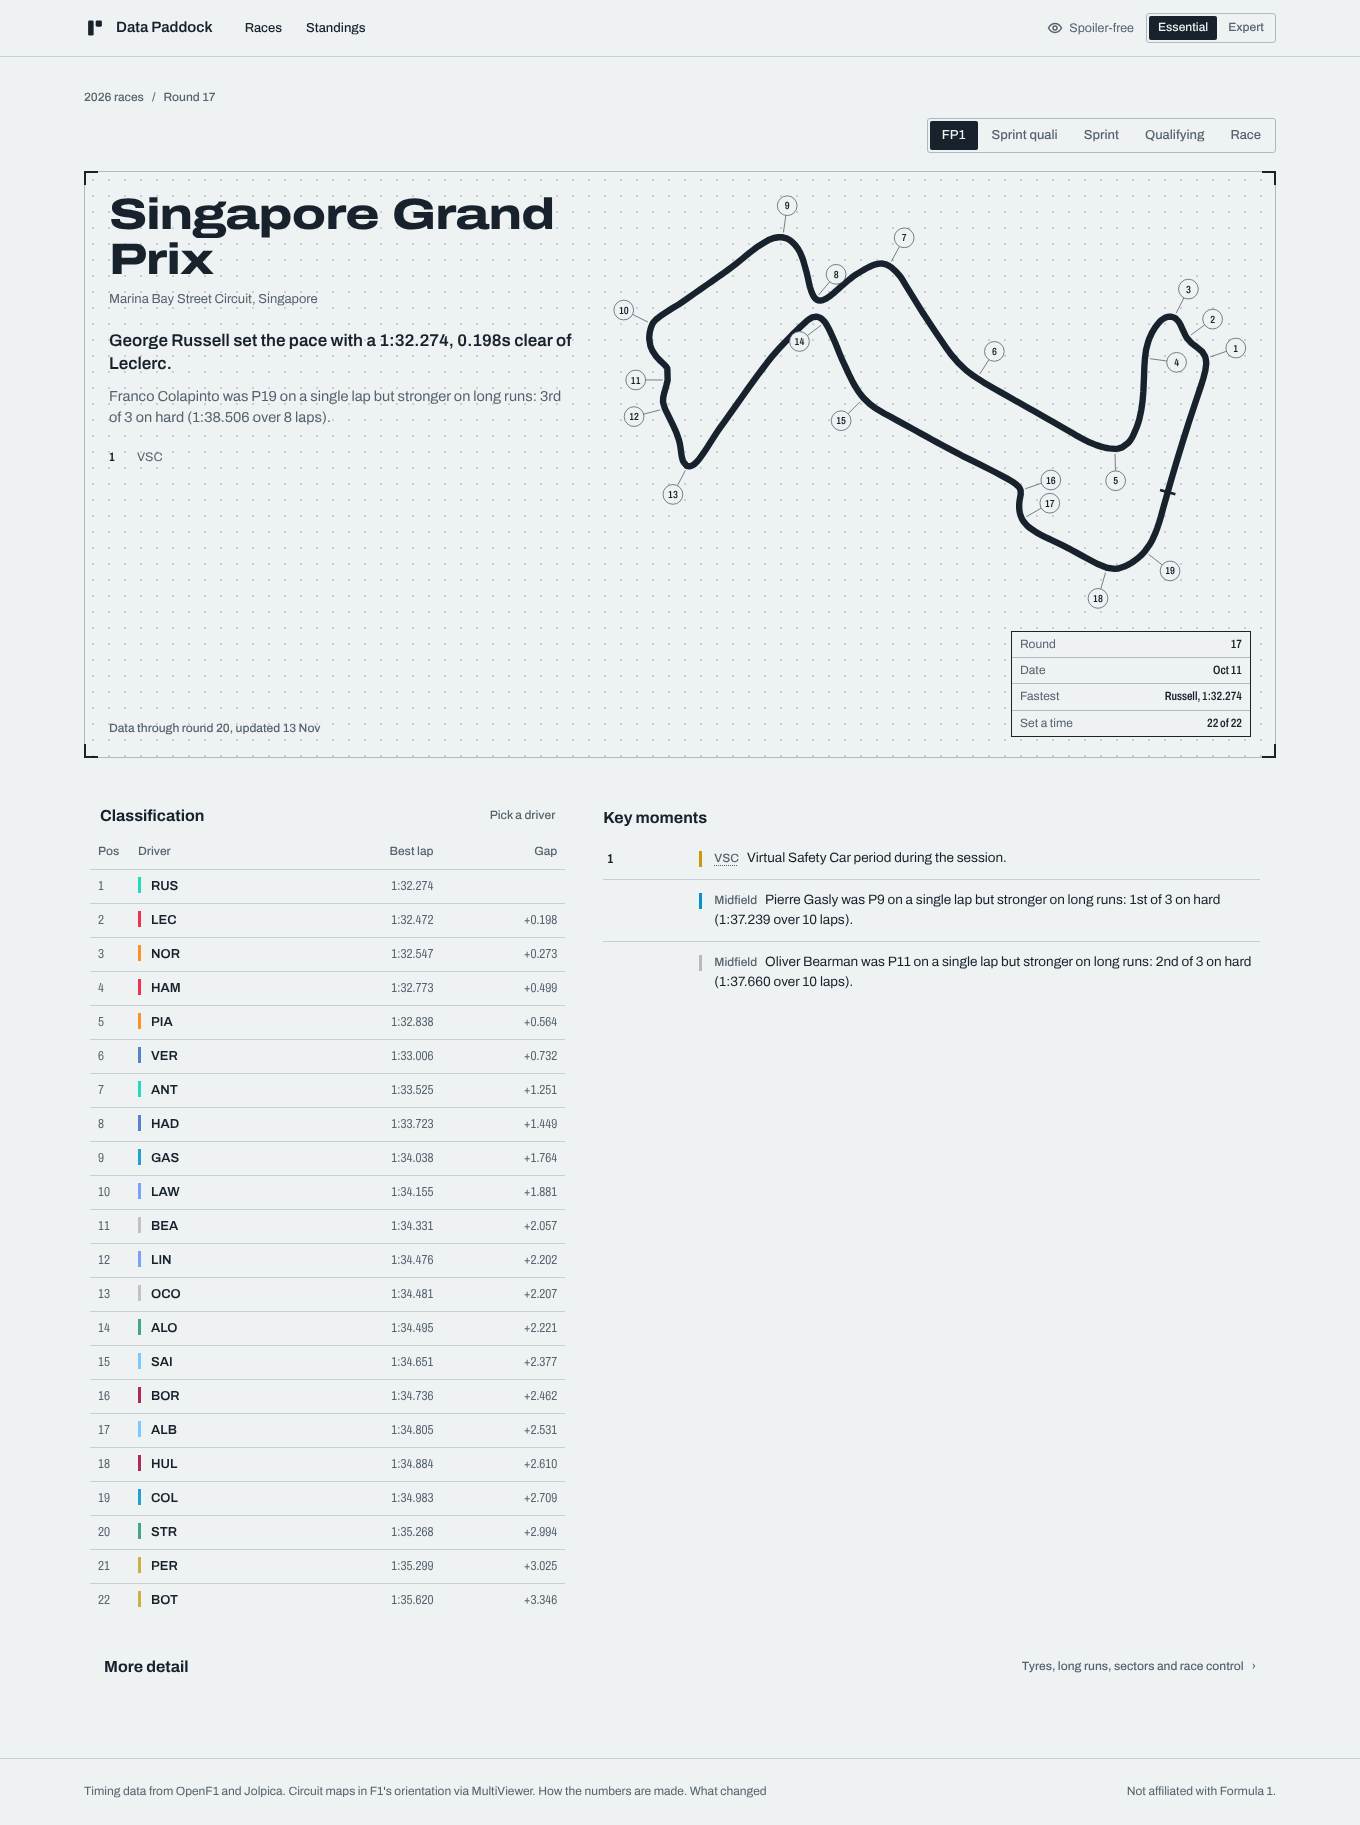 Data Paddock
Races
Standings
Spoiler-free
Essential
Expert
2026 races / Round 17
FP1
Sprint quali
Sprint
Qualifying
Race
Singapore Grand
Prix
Marina Bay Street Circuit, Singapore
George Russell set the pace with a 1:32.274, 0.198s clear of
Leclerc.
Franco Colapinto was P19 on a single lap but stronger on long runs: 3rd
of 3 on hard (1:38.506 over 8 laps).
1 VSC
9
7
8
3
10
2
14
1
6
4
11
12
15
16
5
13
17
19
18
Round 17
Date Oct 11
Fastest Russell, 1:32.274
Set a time 22 of 22
Data through round 20, updated 13 Nov
Classification
Pick a driver
Pos Driver Best lap Gap
1 RUS 1:32.274
2 LEC 1:32.472 +0.198
3 NOR 1:32.547 +0.273
4 HAM 1:32.773 +0.499
5 PIA 1:32.838 +0.564
6 VER 1:33.006 +0.732
7 ANT 1:33.525 +1.251
8 HAD 1:33.723 +1.449
9 GAS 1:34.038 +1.764
10 LAW 1:34.155 +1.881
11 BEA 1:34.331 +2.057
12 LIN 1:34.476 +2.202
13 OCO 1:34.481 +2.207
14 ALO 1:34.495 +2.221
15 SAI 1:34.651 +2.377
16 BOR 1:34.736 +2.462
17 ALB 1:34.805 +2.531
18 HUL 1:34.884 +2.610
19 COL 1:34.983 +2.709
20 STR 1:35.268 +2.994
21 PER 1:35.299 +3.025
22 BOT 1:35.620 +3.346
Key moments
1 VSC Virtual Safety Car period during the session.
Midfield Pierre Gasly was P9 on a single lap but stronger on long runs: 1st of 3 on hard
(1:37.239 over 10 laps).
Midfield Oliver Bearman was P11 on a single lap but stronger on long runs: 2nd of 3 on hard
(1:37.660 over 10 laps).
More detail
Tyres, long runs, sectors and race control ›
Timing data from OpenF1 and Jolpica. Circuit maps in F1's orientation via MultiViewer. How the numbers are made. What changed
Not affiliated with Formula 1.